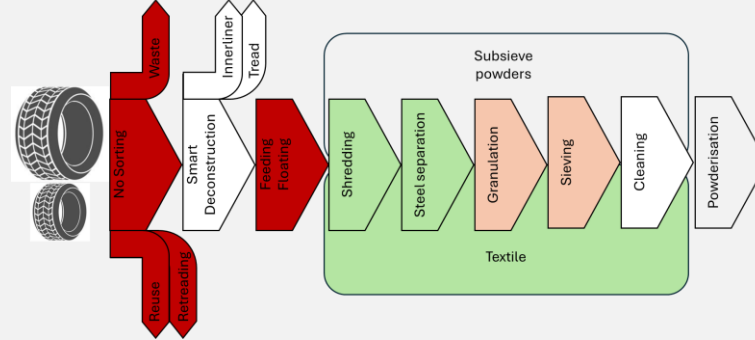 Waste
Innerliner
Tread
Subsieve
powders
No Sorting
Smart
Deconstruction
Feeding
Floating
Shredding
Steel separation
Granulation
Sieving
Cleaning
Powderisation
Textile
Reuse
Retreading